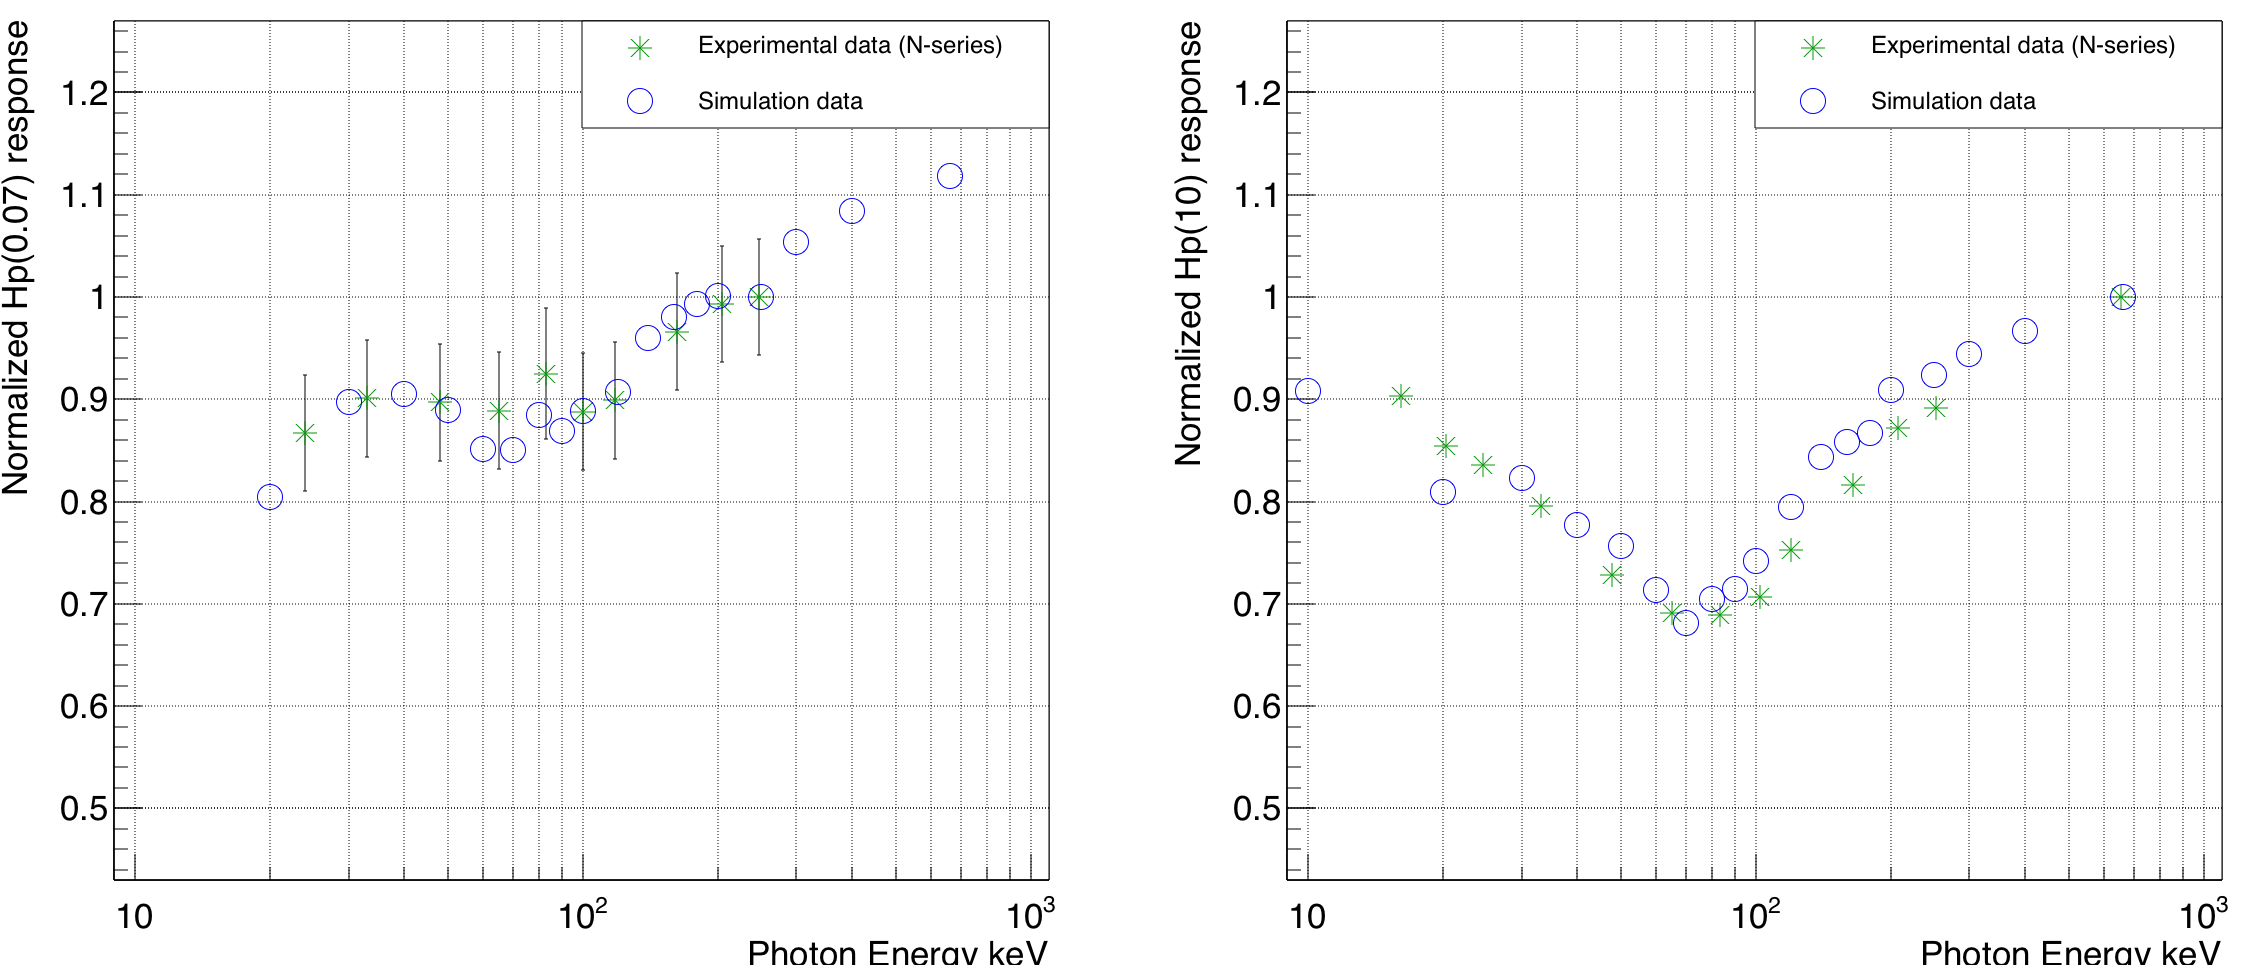 Normalized Hp(0.07) response
Experimental data (N-series)
Simulation data
1.2
1.1
1
0.9
0.8
0.7
0.6
0.5
10
10²
10³
Photon Energy keV
Normalized Hp(10) response
Experimental data (N-series)
Simulation data
1.2
1.1
1
0.9
0.8
0.7
0.6
0.5
10
10²
10³
Photon Energy keV